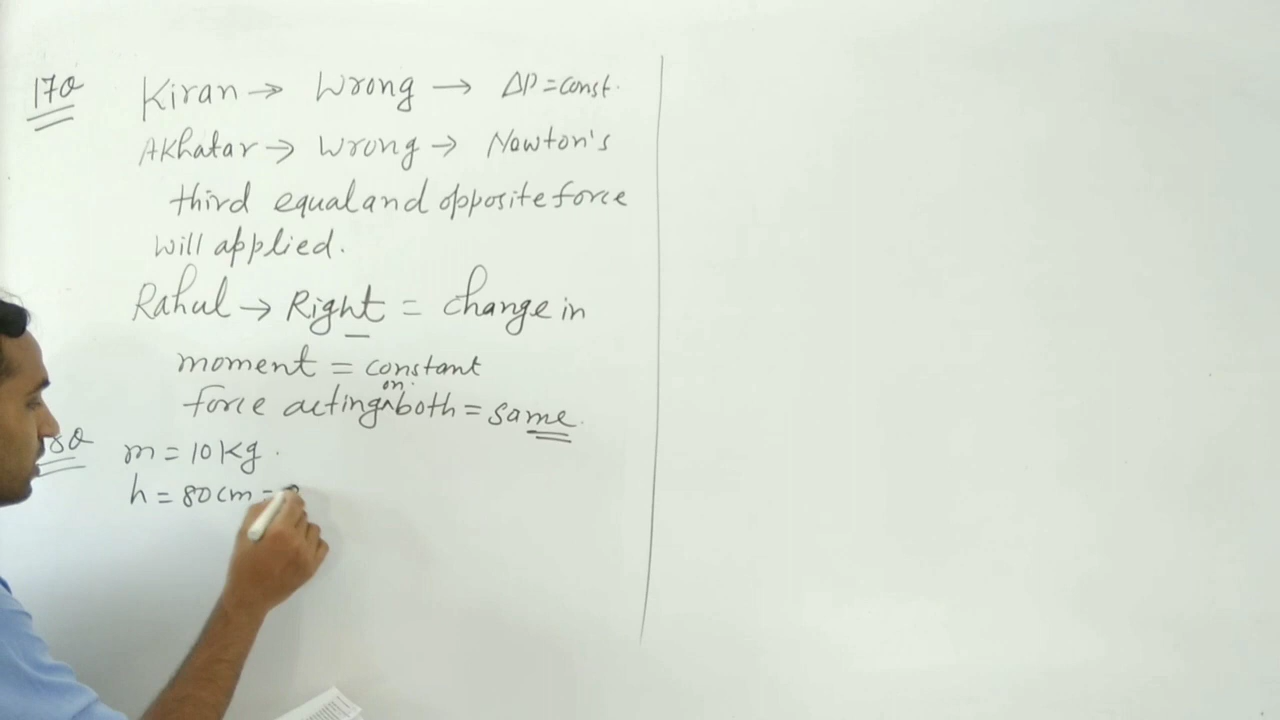 17Q Kiran → Wrong → ΔP = const.
AKhatar → Wrong → Newton's
third equal and opposite force
will applied.
Rahul → Right = change in
moment = constant
force acting on both = same.
m = 10 Kg.
h = 80 cm =